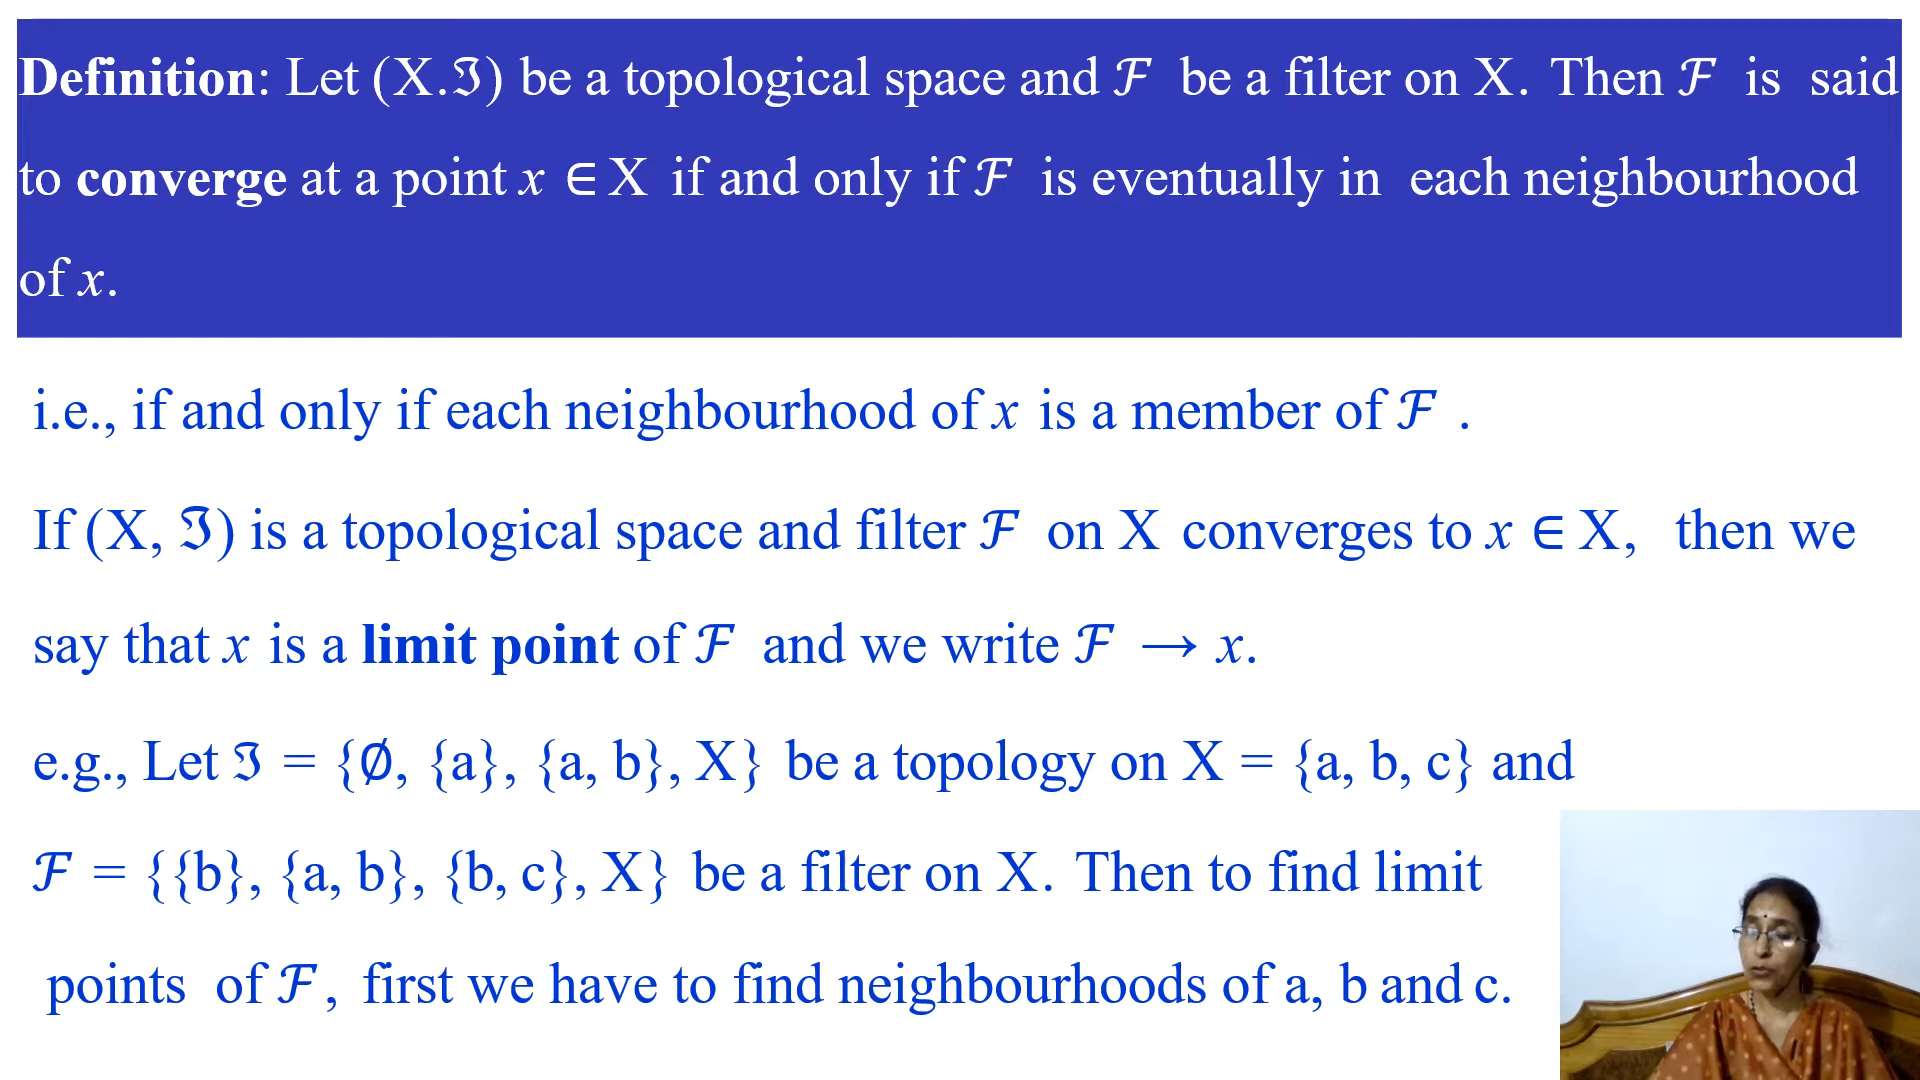 Definition: Let (X.ℑ) be a topological space and ℱ be a filter on X. Then ℱ is said
to converge at a point x ∈ X if and only if ℱ is eventually in each neighbourhood
of x.
i.e., if and only if each neighbourhood of x is a member of ℱ .
If (X, ℑ) is a topological space and filter ℱ on X converges to x ∈ X, then we
say that x is a limit point of ℱ and we write ℱ → x.
e.g., Let ℑ = {∅, {a}, {a, b}, X} be a topology on X = {a, b, c} and
ℱ = {{b}, {a, b}, {b, c}, X} be a filter on X. Then to find limit
points of ℱ, first we have to find neighbourhoods of a, b and c.